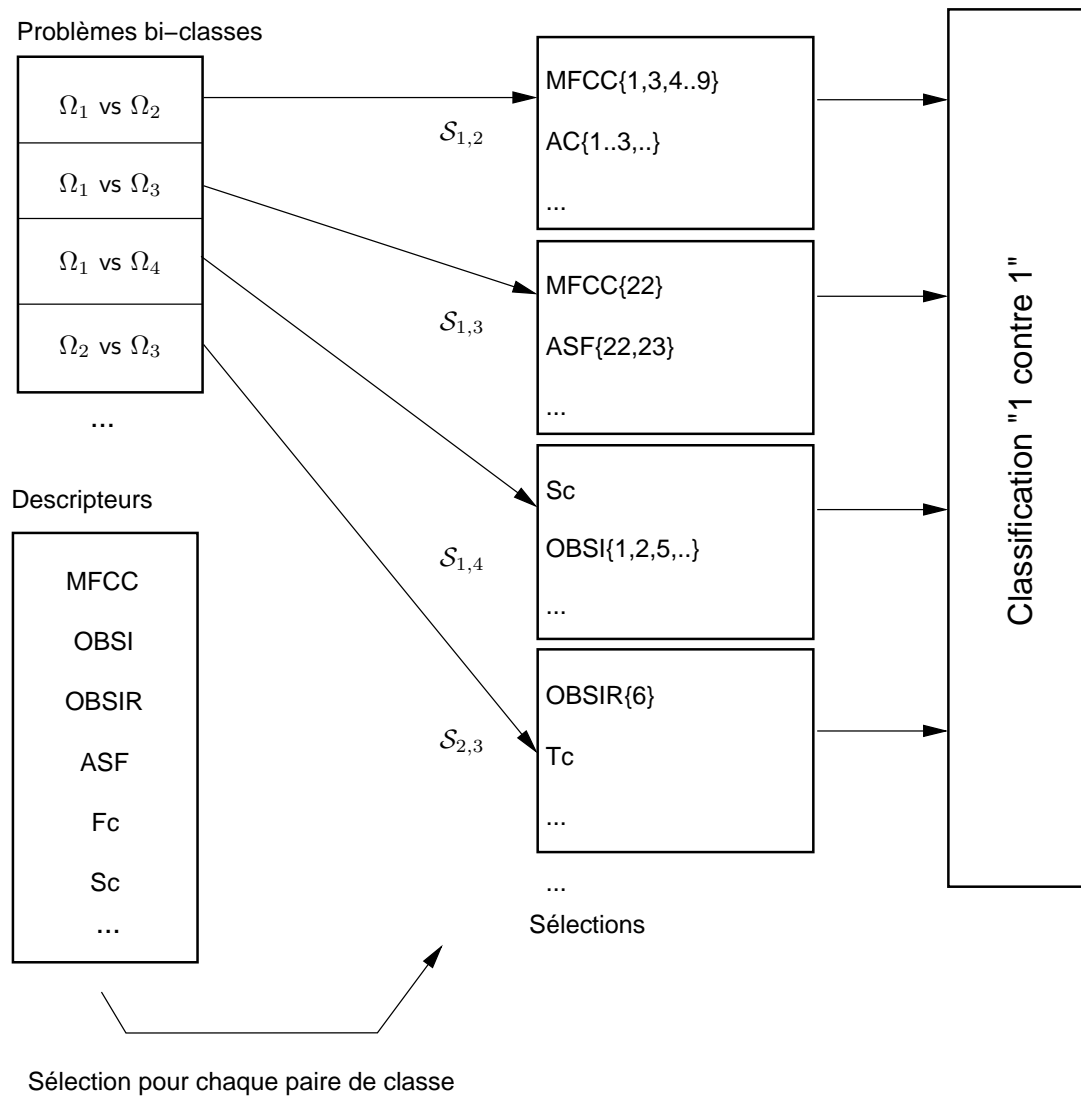 Problèmes bi–classes
Ω₁ vs Ω₂
Ω₁ vs Ω₃
Ω₁ vs Ω₄
Ω₂ vs Ω₃
...
Descripteurs
MFCC
OBSI
OBSIR
ASF
Fc
Sc
...
Sélection pour chaque paire de classe
𝒮₁,₂
𝒮₁,₃
𝒮₁,₄
𝒮₂,₃
MFCC{1,3,4..9}
AC{1..3,..}
...
MFCC{22}
ASF{22,23}
...
Sc
OBSI{1,2,5,..}
...
OBSIR{6}
Tc
...
...
Sélections
Classification "1 contre 1"